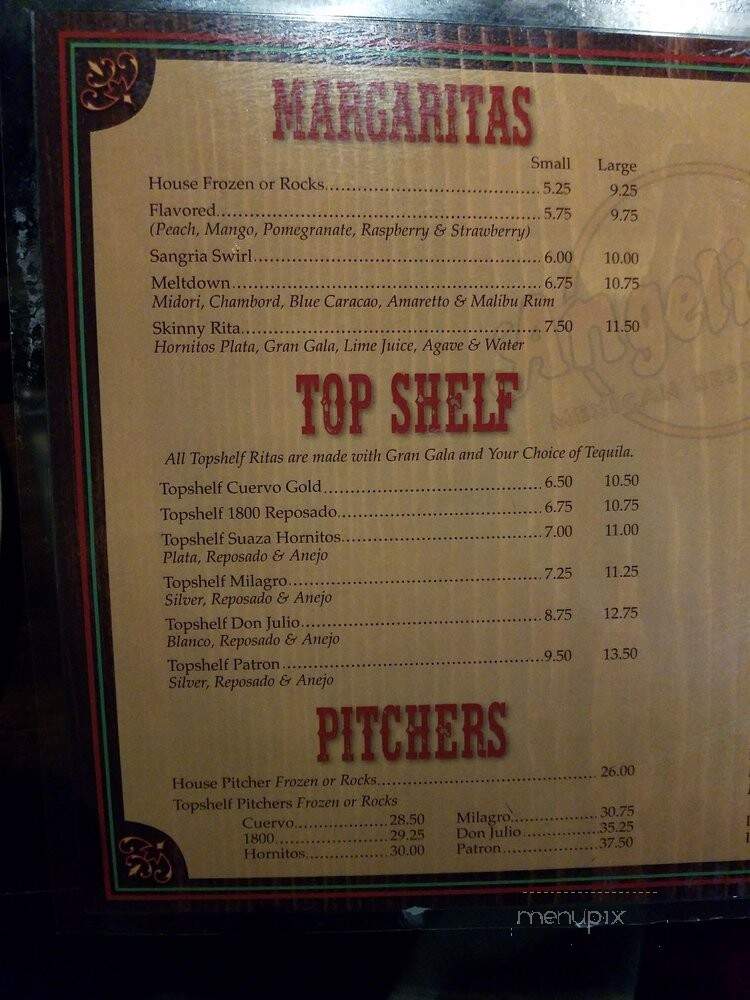 MARGARITAS
Small Large
House Frozen or Rocks 5.25 9.25
Flavored 5.75 9.75
(Peach, Mango, Pomegranate, Raspberry & Strawberry)
Sangria Swirl 6.00 10.00
Meltdown 6.75 10.75
Midori, Chambord, Blue Caracao, Amaretto & Malibu Rum
Skinny Rita 7.50 11.50
Hornitos Plata, Gran Gala, Lime Juice, Agave & Water
TOP SHELF
All Topshelf Ritas are made with Gran Gala and Your Choice of Tequila.
Topshelf Cuervo Gold 6.50 10.50
Topshelf 1800 Reposado 6.75 10.75
Topshelf Suaza Hornitos 7.00 11.00
Plata, Reposado & Anejo
Topshelf Milagro 7.25 11.25
Silver, Reposado & Anejo
Topshelf Don Julio 8.75 12.75
Blanco, Reposado & Anejo
Topshelf Patron 9.50 13.50
Silver, Reposado & Anejo
PITCHERS
House Pitcher Frozen or Rocks 26.00
Topshelf Pitchers Frozen or Rocks
Cuervo 28.50 Milagro 30.75
1800 29.25 Don Julio 35.25
Hornitos 30.00 Patron 37.50
menupix